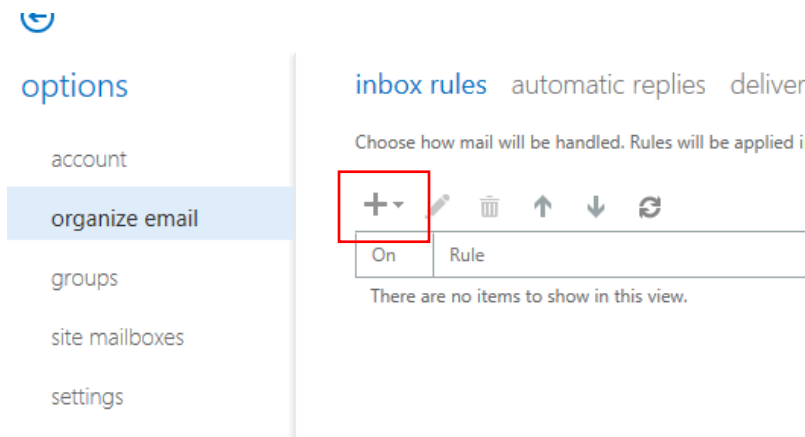 options
account
organize email
groups
site mailboxes
settings
inbox rules automatic replies deliver
Choose how mail will be handled. Rules will be applied i
On Rule
There are no items to show in this view.